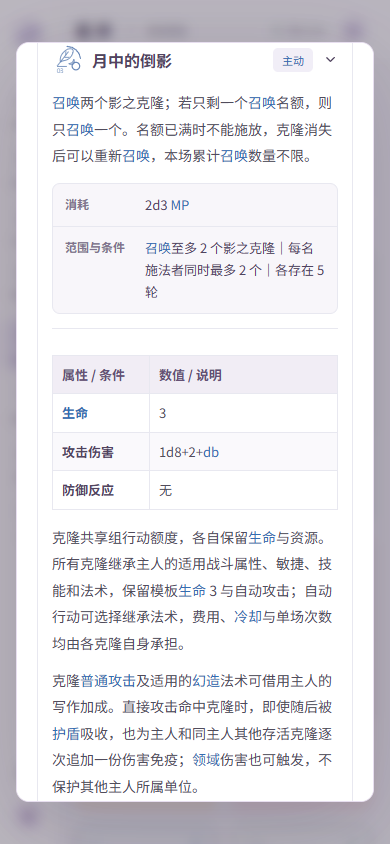 03
月中的倒影
主动
召唤两个影之克隆；若只剩一个召唤名额，则
只召唤一个。名额已满时不能施放，克隆消失
后可以重新召唤，本场累计召唤数量不限。
消耗
2d3 MP
范围与条件
召唤至多 2 个影之克隆｜每名
施法者同时最多 2 个｜各存在 5
轮
属性 / 条件
数值 / 说明
生命
3
攻击伤害
1d8+2+db
防御反应
无
克隆共享组行动额度，各自保留生命与资源。
所有克隆继承主人的适用战斗属性、敏捷、技
能和法术，保留模板生命 3 与自动攻击；自动
行动可选择继承法术，费用、冷却与单场次数
均由各克隆自身承担。
克隆普通攻击及适用的幻造法术可借用主人的
写作加成。直接攻击命中克隆时，即使随后被
护盾吸收，也为主人和同主人其他存活克隆逐
次追加一份伤害免疫；领域伤害也可触发，不
保护其他主人所属单位。